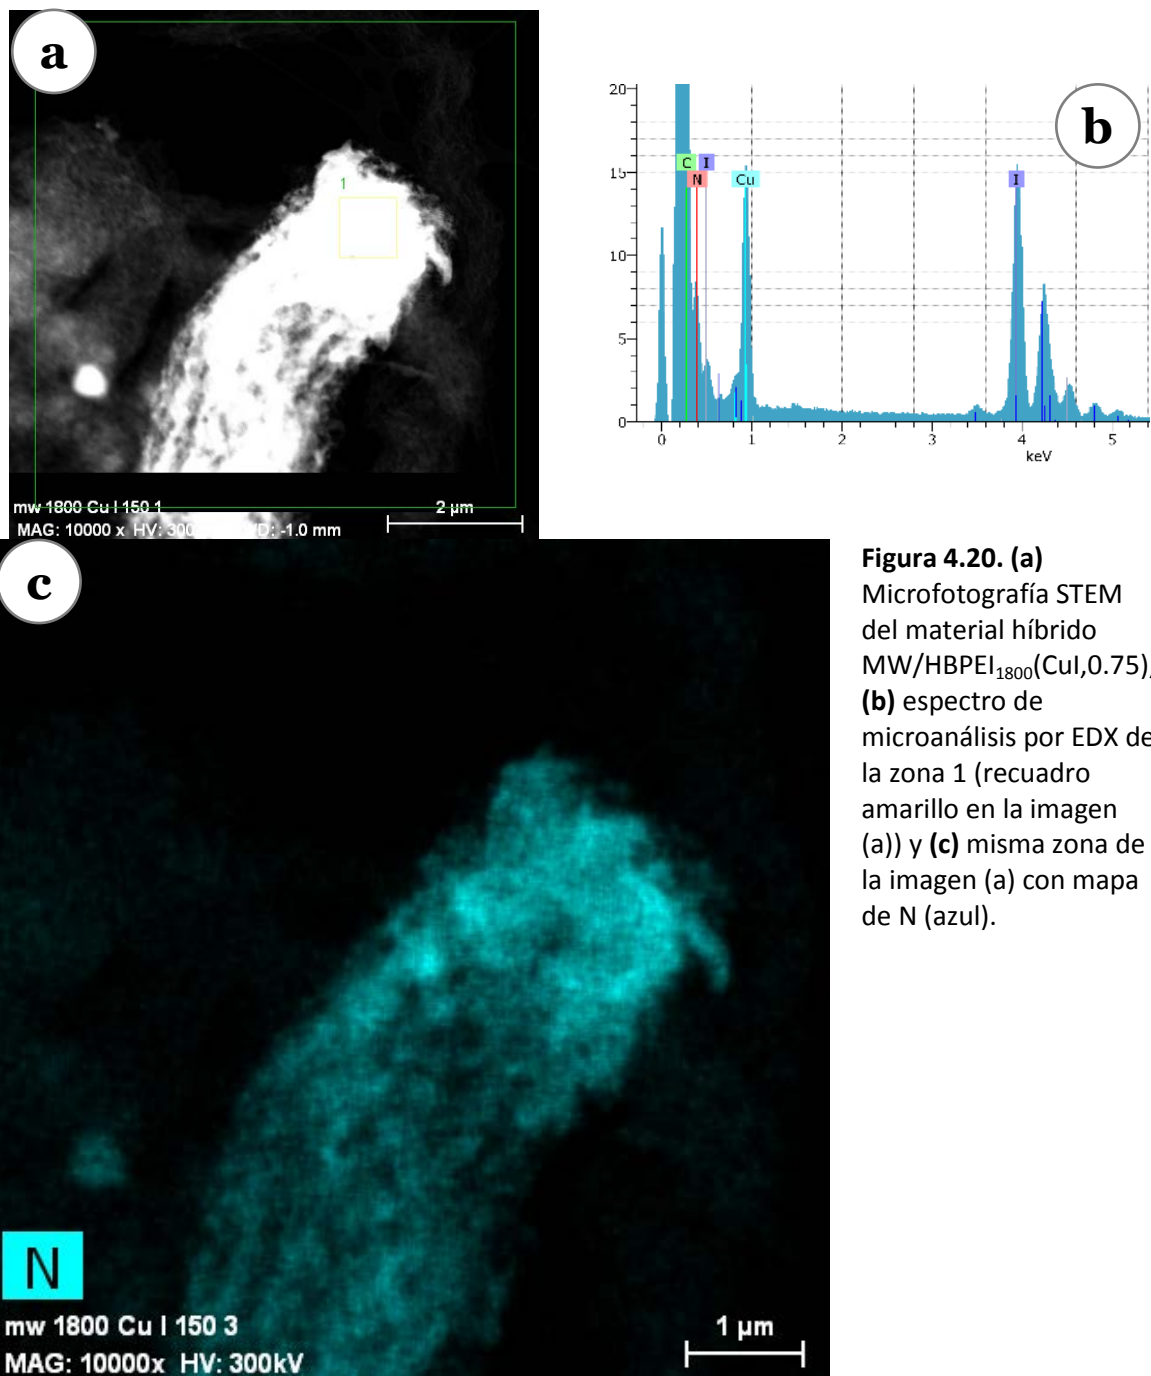 a
1
mw 1800 Cu I 150 1
2 µm
MAG: 10000 x HV: 300 D: -1.0 mm
b
20
15
10
5
0
C I
N Cu I
0 1 2 3 4 5
keV
c
N
mw 1800 Cu I 150 3
MAG: 10000x HV: 300kV
1 µm
Figura 4.20. (a)
Microfotografía STEM
del material híbrido
MW/HBPEI1800(CuI,0.75),
(b) espectro de
microanálisis por EDX de
la zona 1 (recuadro
amarillo en la imagen
(a)) y (c) misma zona de
la imagen (a) con mapa
de N (azul).